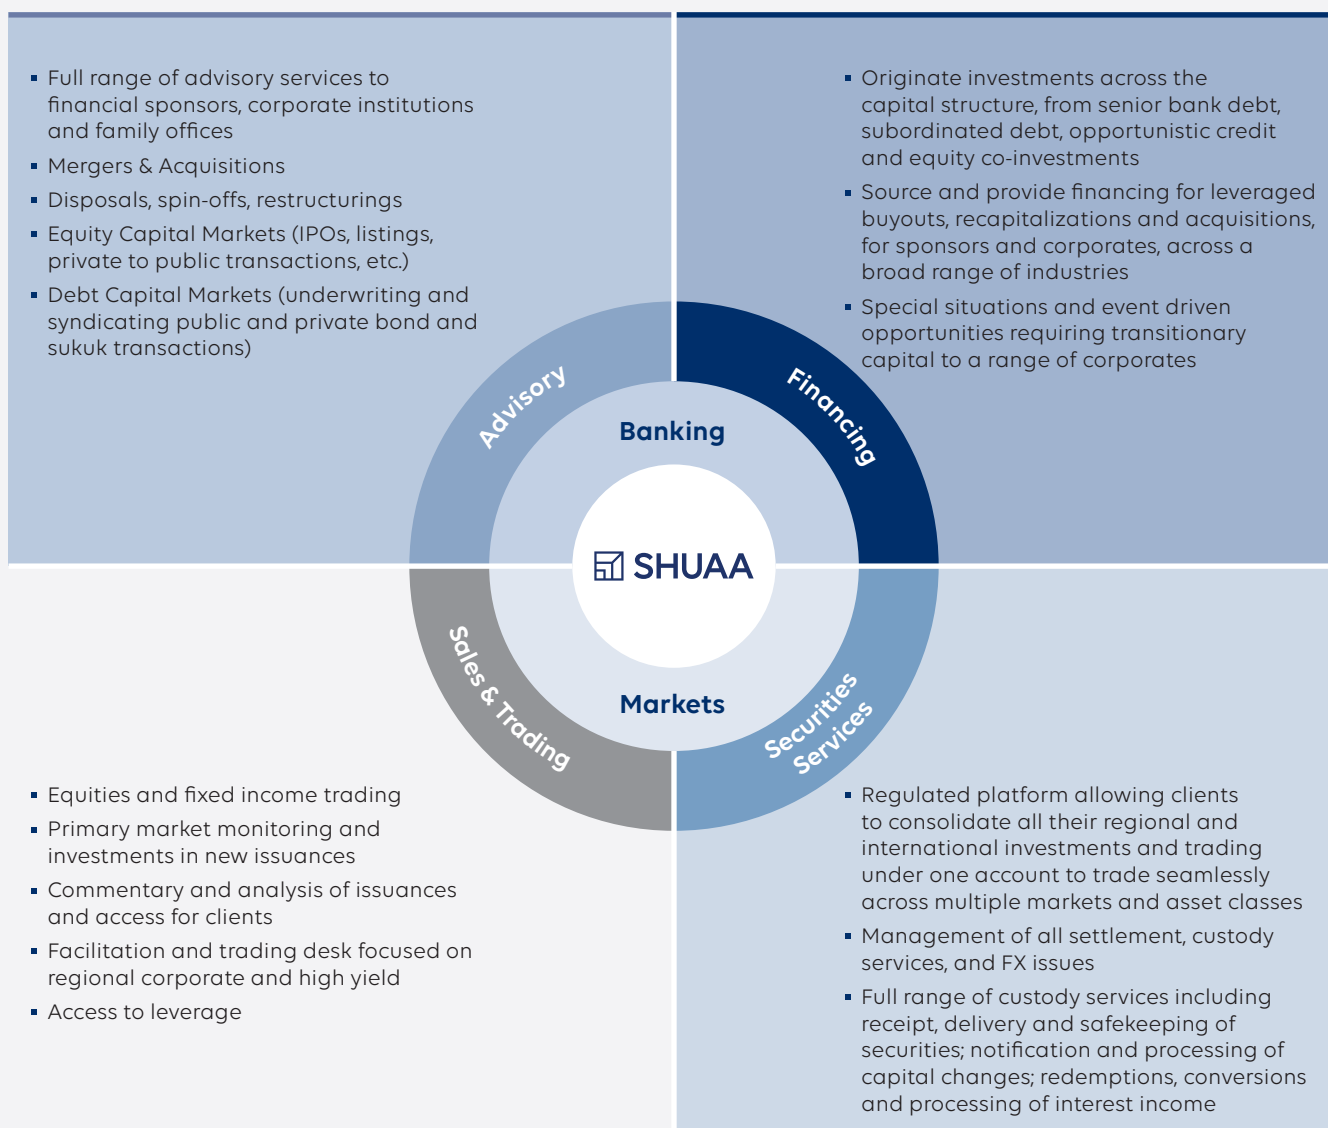 ▪ Full range of advisory services to
financial sponsors, corporate institutions
and family offices
▪ Mergers & Acquisitions
▪ Disposals, spin-offs, restructurings
▪ Equity Capital Markets (IPOs, listings,
private to public transactions, etc.)
▪ Debt Capital Markets (underwriting and
syndicating public and private bond and
sukuk transactions)
▪ Originate investments across the
capital structure, from senior bank debt,
subordinated debt, opportunistic credit
and equity co-investments
▪ Source and provide financing for leveraged
buyouts, recapitalizations and acquisitions,
for sponsors and corporates, across a
broad range of industries
▪ Special situations and event driven
opportunities requiring transitionary
capital to a range of corporates
Advisory
Financing
Banking
SHUAA
Markets
Sales & Trading
Securities
Services
▪ Equities and fixed income trading
▪ Primary market monitoring and
investments in new issuances
▪ Commentary and analysis of issuances
and access for clients
▪ Facilitation and trading desk focused on
regional corporate and high yield
▪ Access to leverage
▪ Regulated platform allowing clients
to consolidate all their regional and
international investments and trading
under one account to trade seamlessly
across multiple markets and asset classes
▪ Management of all settlement, custody
services, and FX issues
▪ Full range of custody services including
receipt, delivery and safekeeping of
securities; notification and processing of
capital changes; redemptions, conversions
and processing of interest income